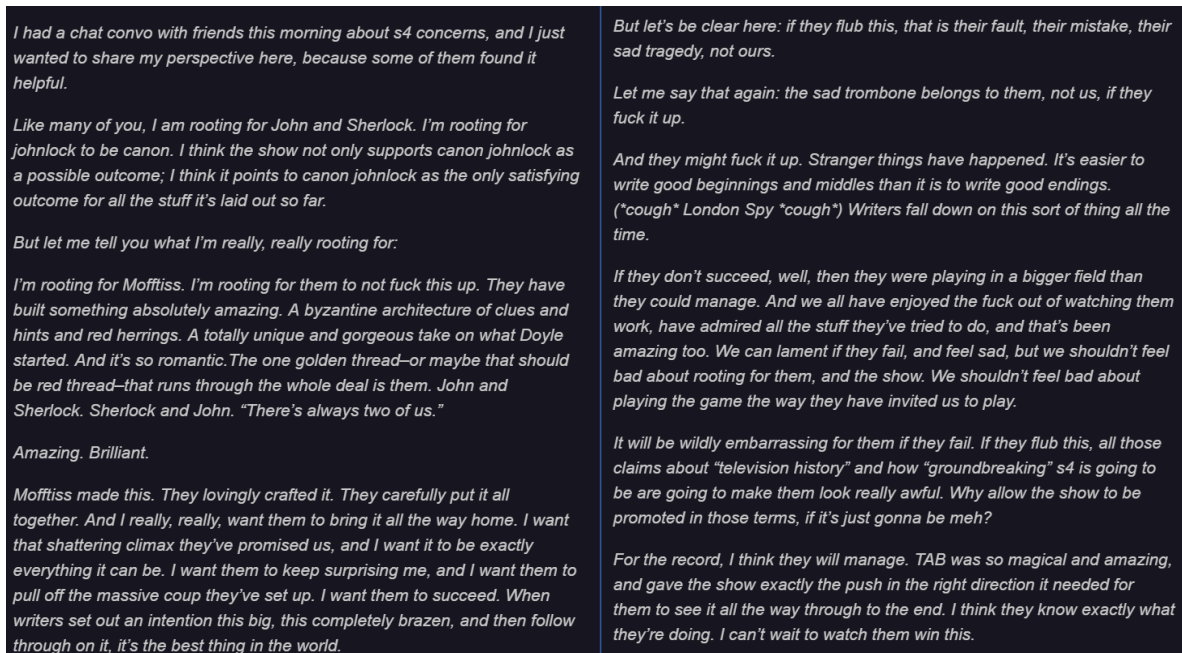 I had a chat convo with friends this morning about s4 concerns, and I just
wanted to share my perspective here, because some of them found it
helpful.
Like many of you, I am rooting for John and Sherlock. I’m rooting for
johnlock to be canon. I think the show not only supports canon johnlock as
a possible outcome; I think it points to canon johnlock as the only satisfying
outcome for all the stuff it’s laid out so far.
But let me tell you what I’m really, really rooting for:
I’m rooting for Mofftiss. I’m rooting for them to not fuck this up. They have
built something absolutely amazing. A byzantine architecture of clues and
hints and red herrings. A totally unique and gorgeous take on what Doyle
started. And it’s so romantic.The one golden thread–or maybe that should
be red thread–that runs through the whole deal is them. John and
Sherlock. Sherlock and John. “There’s always two of us.”
Amazing. Brilliant.
Mofftiss made this. They lovingly crafted it. They carefully put it all
together. And I really, really, want them to bring it all the way home. I want
that shattering climax they’ve promised us, and I want it to be exactly
everything it can be. I want them to keep surprising me, and I want them to
pull off the massive coup they’ve set up. I want them to succeed. When
writers set out an intention this big, this completely brazen, and then follow
through on it, it’s the best thing in the world.
But let’s be clear here: if they flub this, that is their fault, their mistake, their
sad tragedy, not ours.
Let me say that again: the sad trombone belongs to them, not us, if they
fuck it up.
And they might fuck it up. Stranger things have happened. It’s easier to
write good beginnings and middles than it is to write good endings.
(*cough* London Spy *cough*) Writers fall down on this sort of thing all the
time.
If they don’t succeed, well, then they were playing in a bigger field than
they could manage. And we all have enjoyed the fuck out of watching them
work, have admired all the stuff they’ve tried to do, and that’s been
amazing too. We can lament if they fail, and feel sad, but we shouldn’t feel
bad about rooting for them, and the show. We shouldn’t feel bad about
playing the game the way they have invited us to play.
It will be wildly embarrassing for them if they fail. If they flub this, all those
claims about “television history” and how “groundbreaking” s4 is going to
be are going to make them look really awful. Why allow the show to be
promoted in those terms, if it’s just gonna be meh?
For the record, I think they will manage. TAB was so magical and amazing,
and gave the show exactly the push in the right direction it needed for
them to see it all the way through to the end. I think they know exactly what
they’re doing. I can’t wait to watch them win this.